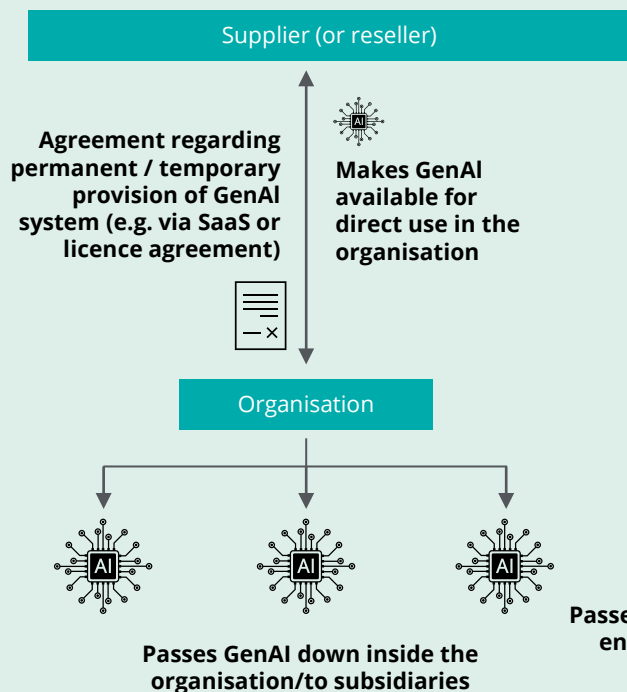 Supplier (or reseller)
Agreement regarding
permanent / temporary
provision of GenAI
system (e.g. via SaaS or
licence agreement)
AI
Makes GenAI
available for
direct use in the
organisation
Organisation
AI
AI
AI
Passes GenAI down inside the
organisation/to subsidiaries
Passe
en